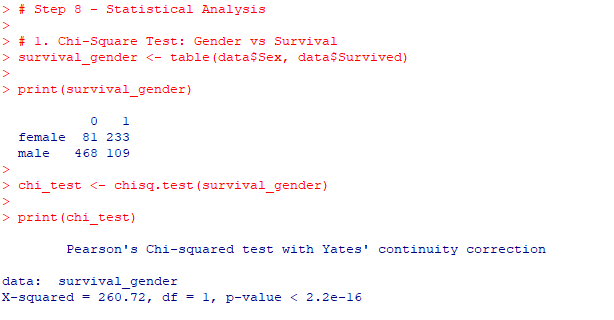 > # Step 8 - Statistical Analysis
>
> # 1. Chi-Square Test: Gender vs Survival
> survival_gender <- table(data$Sex, data$Survived)
>
> print(survival_gender)
0 1
female 81 233
male 468 109
>
> chi_test <- chisq.test(survival_gender)
>
> print(chi_test)
Pearson's Chi-squared test with Yates' continuity correction
data: survival_gender
X-squared = 260.72, df = 1, p-value < 2.2e-16